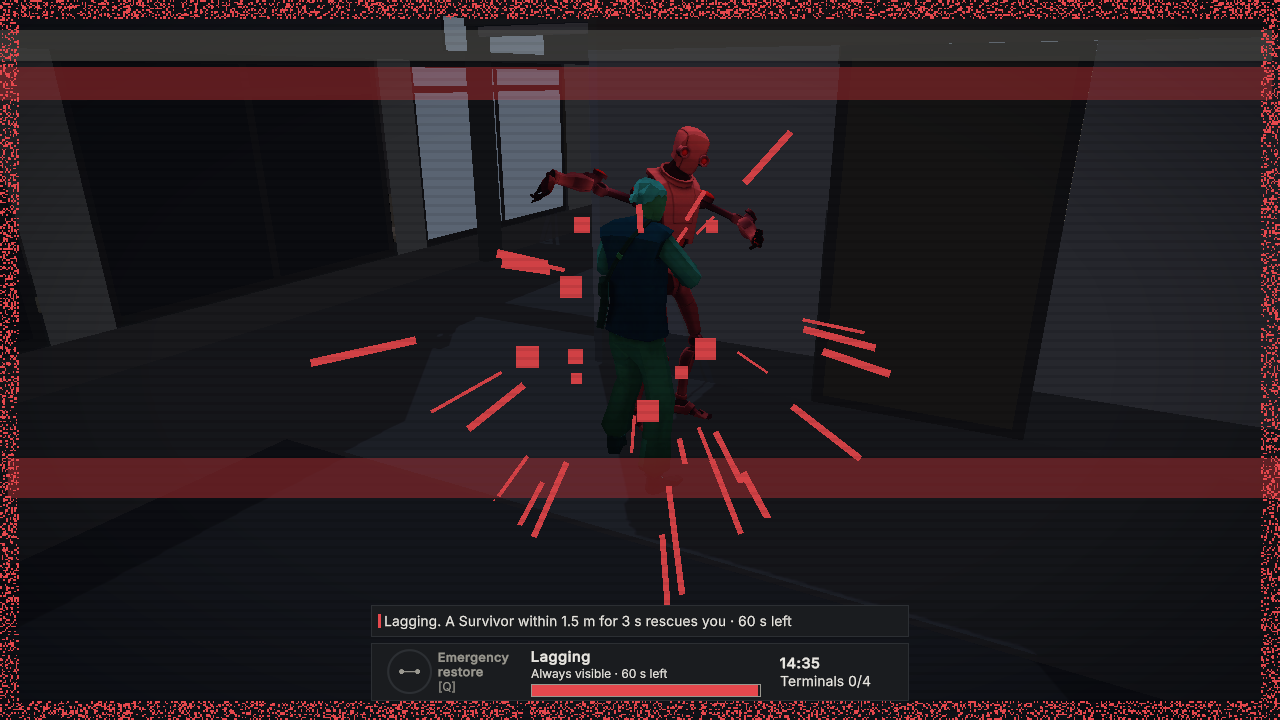 Lagging. A Survivor within 1.5 m for 3 s rescues you · 60 s left
Emergency
restore
[Q]
Lagging
Always visible · 60 s left
14:35
Terminals 0/4